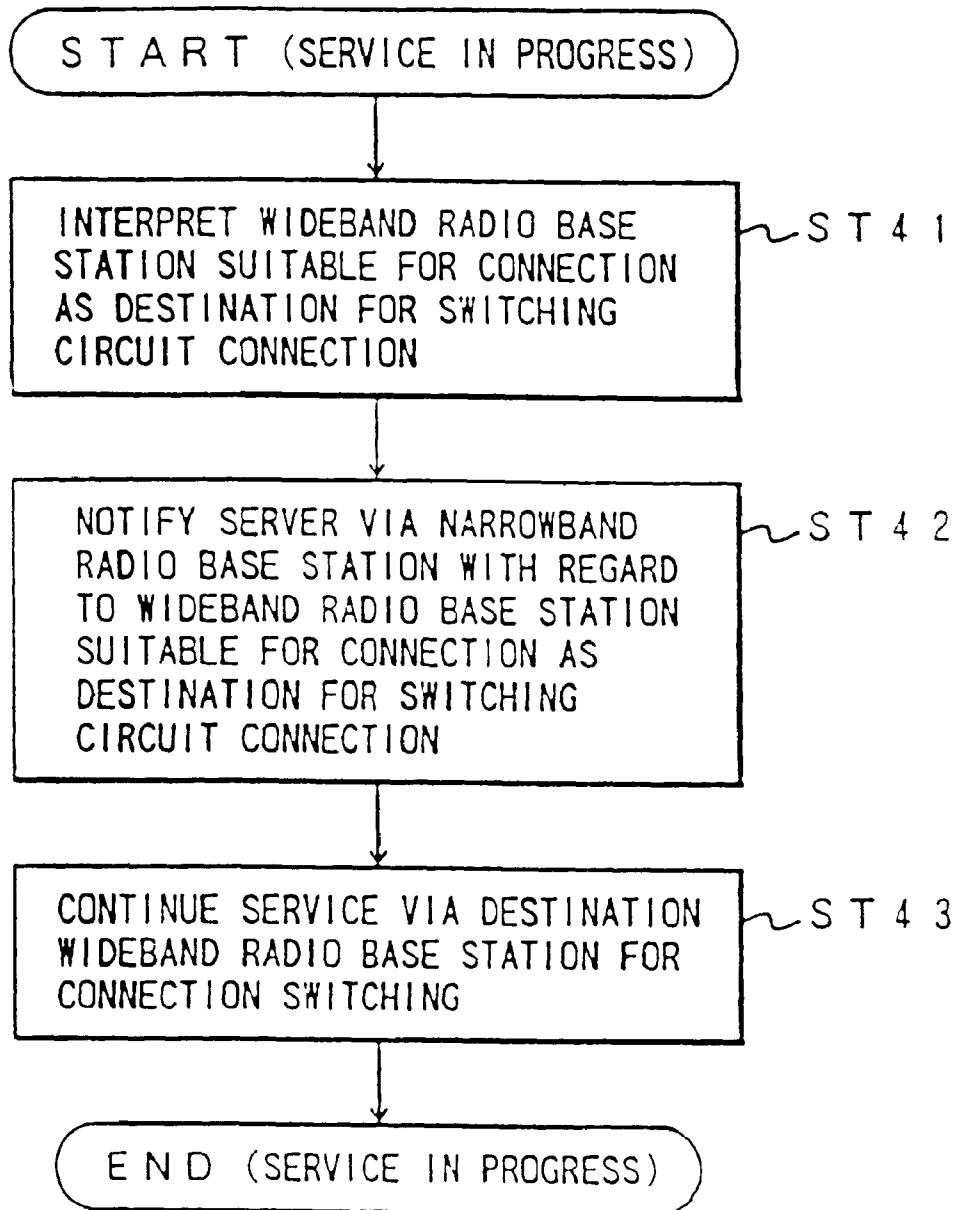 START (SERVICE IN PROGRESS)
INTERPRET WIDEBAND RADIO BASE
STATION SUITABLE FOR CONNECTION
AS DESTINATION FOR SWITCHING
CIRCUIT CONNECTION
ST41
NOTIFY SERVER VIA NARROWBAND
RADIO BASE STATION WITH REGARD
TO WIDEBAND RADIO BASE STATION
SUITABLE FOR CONNECTION AS
DESTINATION FOR SWITCHING
CIRCUIT CONNECTION
ST42
CONTINUE SERVICE VIA DESTINATION
WIDEBAND RADIO BASE STATION FOR
CONNECTION SWITCHING
ST43
END (SERVICE IN PROGRESS)